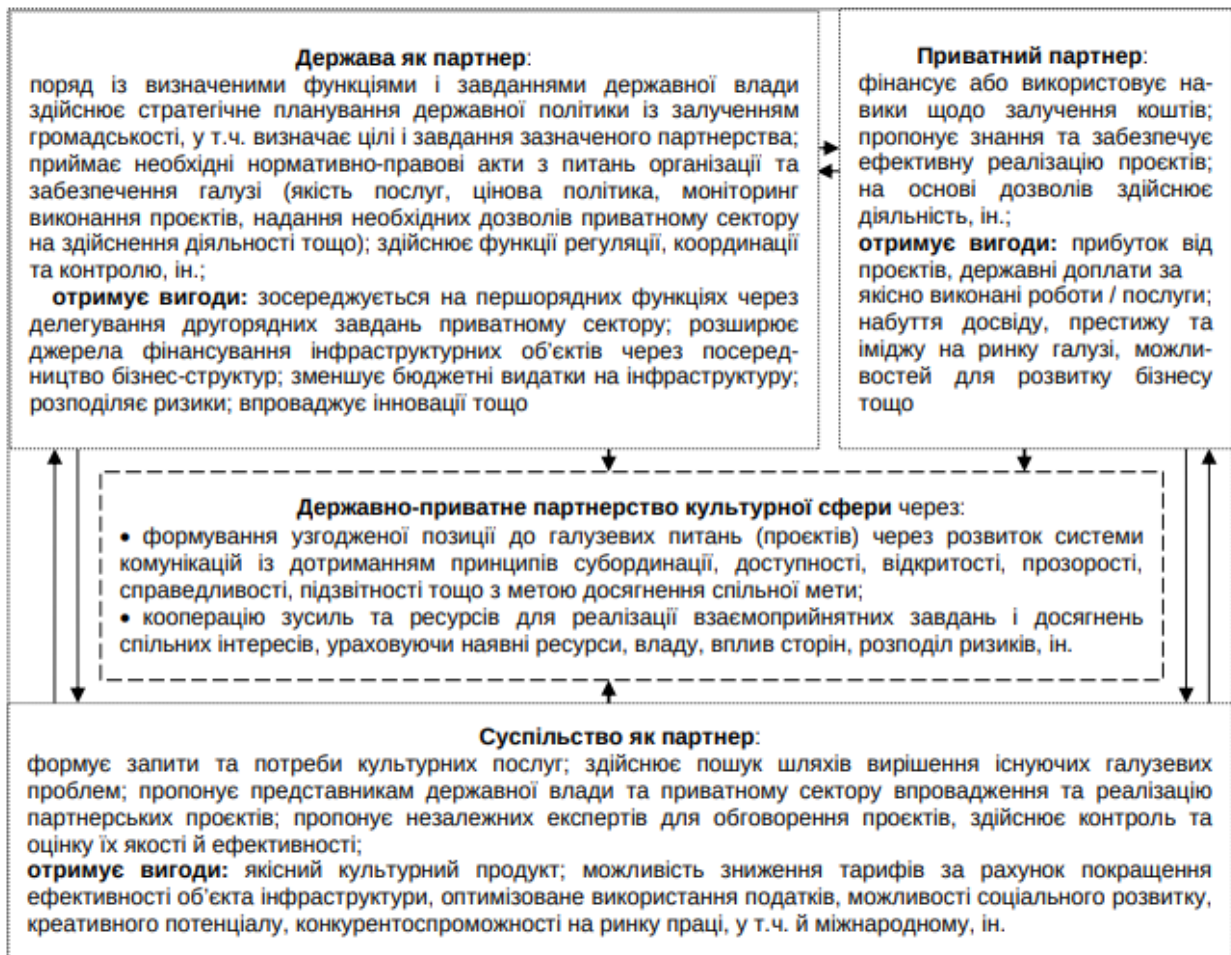 Держава як партнер:
поряд із визначеними функціями і завданнями державної влади
здійснює стратегічне планування державної політики із залученням
громадськості, у т.ч. визначає цілі і завдання зазначеного партнерства;
приймає необхідні нормативно-правові акти з питань організації та
забезпечення галузі (якість послуг, цінова політика, моніторинг
виконання проєктів, надання необхідних дозволів приватному сектору
на здійснення діяльності тощо); здійснює функції регуляції, координації
та контролю, ін.;
отримує вигоди: зосереджується на першорядних функціях через
делегування другорядних завдань приватному сектору; розширює
джерела фінансування інфраструктурних об’єктів через посеред-
ництво бізнес-структур; зменшує бюджетні видатки на інфраструктуру;
розподіляє ризики; впроваджує інновації тощо
Приватний партнер:
фінансує або використовує на-
вики щодо залучення коштів;
пропонує знання та забезпечує
ефективну реалізацію проєктів;
на основі дозволів здійснює
діяльність, ін.;
отримує вигоди: прибуток від
проєктів, державні доплати за
якісно виконані роботи / послуги;
набуття досвіду, престижу та
іміджу на ринку галузі, можли-
востей для розвитку бізнесу
тощо
Державно-приватне партнерство культурної сфери через:
• формування узгодженої позиції до галузевих питань (проєктів) через розвиток системи
комунікацій із дотриманням принципів субординації, доступності, відкритості, прозорості,
справедливості, підзвітності тощо з метою досягнення спільної мети;
• кооперацію зусиль та ресурсів для реалізації взаємоприйнятних завдань і досягнень
спільних інтересів, ураховуючи наявні ресурси, владу, вплив сторін, розподіл ризиків, ін.
Суспільство як партнер:
формує запити та потреби культурних послуг; здійснює пошук шляхів вирішення існуючих галузевих
проблем; пропонує представникам державної влади та приватному сектору впровадження та реалізацію
партнерських проєктів; пропонує незалежних експертів для обговорення проєктів, здійснює контроль та
оцінку їх якості й ефективності;
отримує вигоди: якісний культурний продукт; можливість зниження тарифів за рахунок покращення
ефективності об’єкта інфраструктури, оптимізоване використання податків, можливості соціального розвитку,
креативного потенціалу, конкурентоспроможності на ринку праці, у т.ч. й міжнародному, ін.